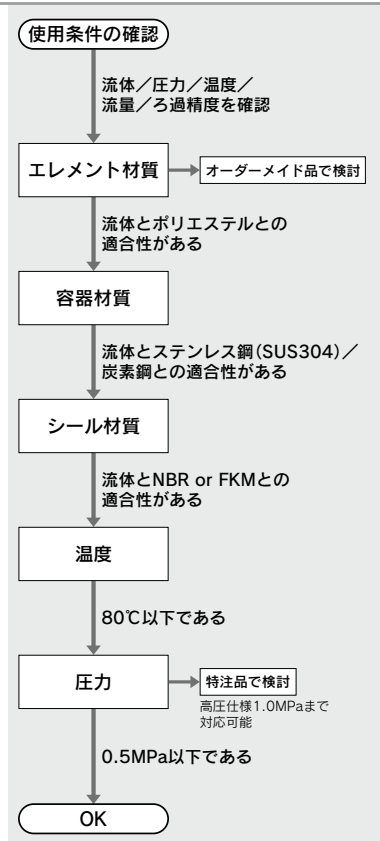 使用条件の確認
流体／圧力／温度／
流量／ろ過精度を確認
エレメント材質
オーダーメイド品で検討
流体とポリエステルとの
適合性がある
容器材質
流体とステンレス鋼（SUS304）／
炭素鋼との適合性がある
シール材質
流体とNBR or FKMとの
適合性がある
温度
80℃以下である
圧力
特注品で検討
高圧仕様1.0MPaまで
対応可能
0.5MPa以下である
OK